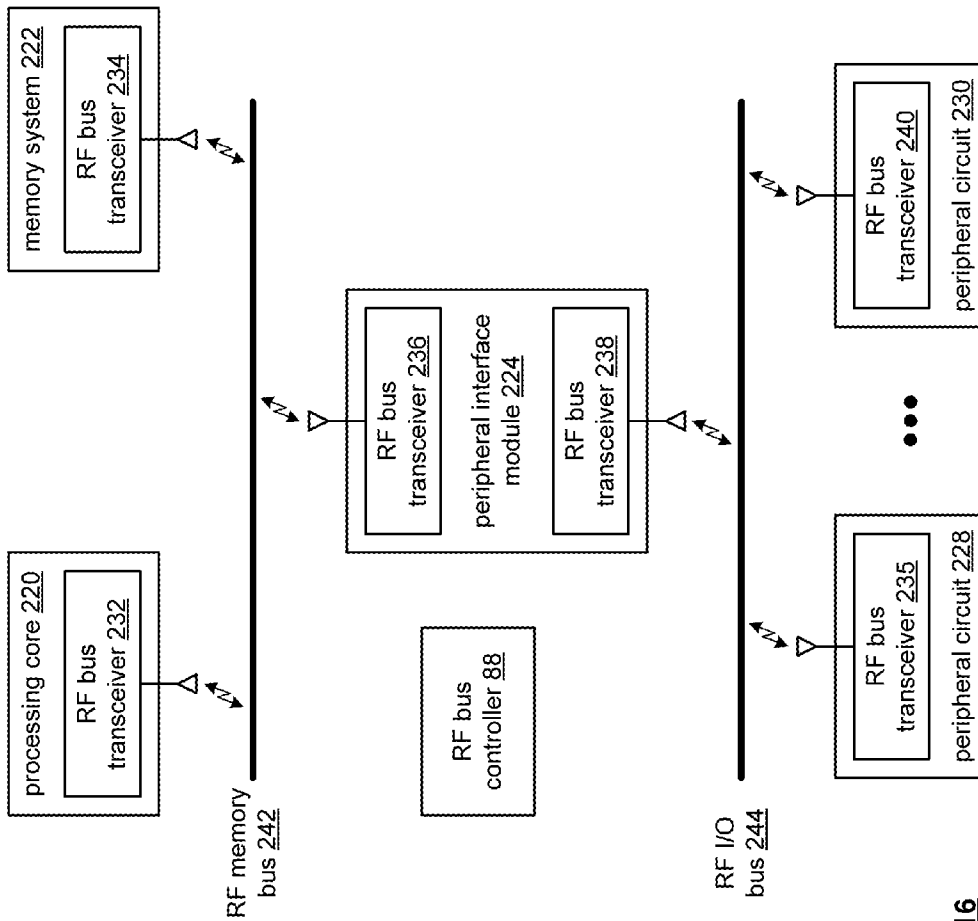 processing core 220
RF bus
transceiver 232
memory system 222
RF bus
transceiver 234
RF memory
bus 242
RF bus
controller 88
RF bus
transceiver 236
peripheral interface
module 224
RF bus
transceiver 238
RF I/O
bus 244
RF bus
transceiver 235
peripheral circuit 228
RF bus
transceiver 240
peripheral circuit 230